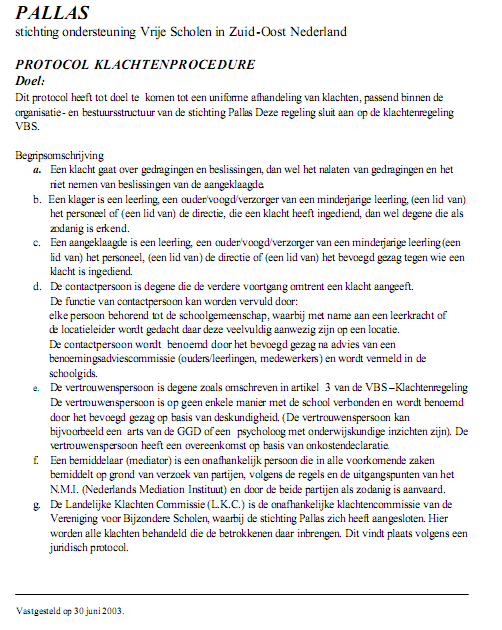 PALLAS
stichting ondersteuning Vrije Scholen in Zuid-Oost Nederland
PROTOCOL KLACHTENPROCEDURE
Doel:
Dit protocol heeft tot doel te komen tot een uniforme afhandeling van klachten, passend binnen de
organisatie- en bestuursstructuur van de stichting Pallas Deze regeling sluit aan op de klachtenregeling
VBS.
Begripsomschrijving
a. Een klacht gaat over gedragingen en beslissingen, dan wel het nalaten van gedragingen en het
niet nemen van beslissingen van de aangeklaagde.
b. Een klager is een leerling, een ouder/voogd/verzorger van een minderjarige leerling, (een lid van)
het personeel of (een lid van) de directie, die een klacht heeft ingediend, dan wel degene die als
zodanig is erkend.
c. Een aangeklaagde is een leerling, een ouder/voogd/verzorger van een minderjarige leerling (een
lid van) het personeel, (een lid van) de directie of (een lid van) het bevoegd gezag tegen wie een
klacht is ingediend.
d. De contactpersoon is degene die de verdere voortgang omtrent een klacht aangeeft.
De functie van contactpersoon kan worden vervuld door:
elke persoon behorend tot de schoolgemeenschap, waarbij met name aan een leerkracht of
de locatieleider wordt gedacht daar deze veelvuldig aanwezig zijn op een locatie.
De contactpersoon wordt benoemd door het bevoegd gezag na advies van een
benoemingsadviescommissie (ouders/leerlingen, medewerkers) en wordt vermeld in de
schoolgids.
e. De vertrouwenspersoon is degene zoals omschreven in artikel 3 van de VBS–Klachtenregeling
De vertrouwenspersoon is op geen enkele manier met de school verbonden en wordt benoemd
door het bevoegd gezag op basis van deskundigheid. (De vertrouwenspersoon kan
bijvoorbeeld een arts van de GGD of een psycholoog met onderwijskundige inzichten zijn). De
vertrouwenspersoon heeft een overeenkomst op basis van onkostendeclaratie.
f. Een bemiddelaar (mediator) is een onafhankelijk persoon die in alle voorkomende zaken
bemiddelt op grond van verzoek van partijen, volgens de regels en de uitgangspunten van het
N.M.I. (Nederlands Mediation Instituut) en door de beide partijen als zodanig is aanvaard.
g. De Landelijke Klachten Commissie (L.K.C.) is de onafhankelijke klachtencommissie van de
Vereniging voor Bijzondere Scholen, waarbij de stichting Pallas zich heeft aangesloten. Hier
worden alle klachten behandeld die de betrokkenen daar inbrengen. Dit vindt plaats volgens een
juridisch protocol.
Vastgesteld op 30 juni 2003.